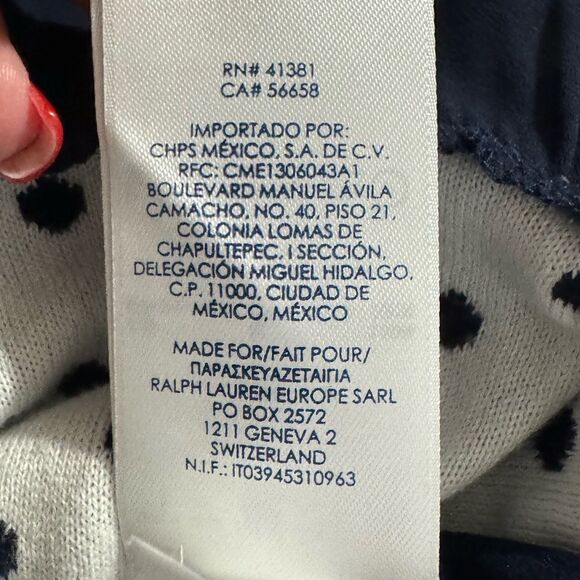 RN# 41381
CA# 56658
IMPORTADO POR:
CHPS MÉXICO, S.A. DE C.V.
RFC: CME1306043A1
BOULEVARD MANUEL ÁVILA
CAMACHO, NO. 40, PISO 21,
COLONIA LOMAS DE
CHAPULTEPEC, I SECCIÓN,
DELEGACIÓN MIGUEL HIDALGO,
C.P. 11000, CIUDAD DE
MÉXICO, MÉXICO
MADE FOR/FAIT POUR/
ΠΑΡΑΣΚΕΥΑΖΕΤΑΙΓΙΑ
RALPH LAUREN EUROPE SARL
PO BOX 2572
1211 GENEVA 2
SWITZERLAND
N.I.F.: IT03945310963